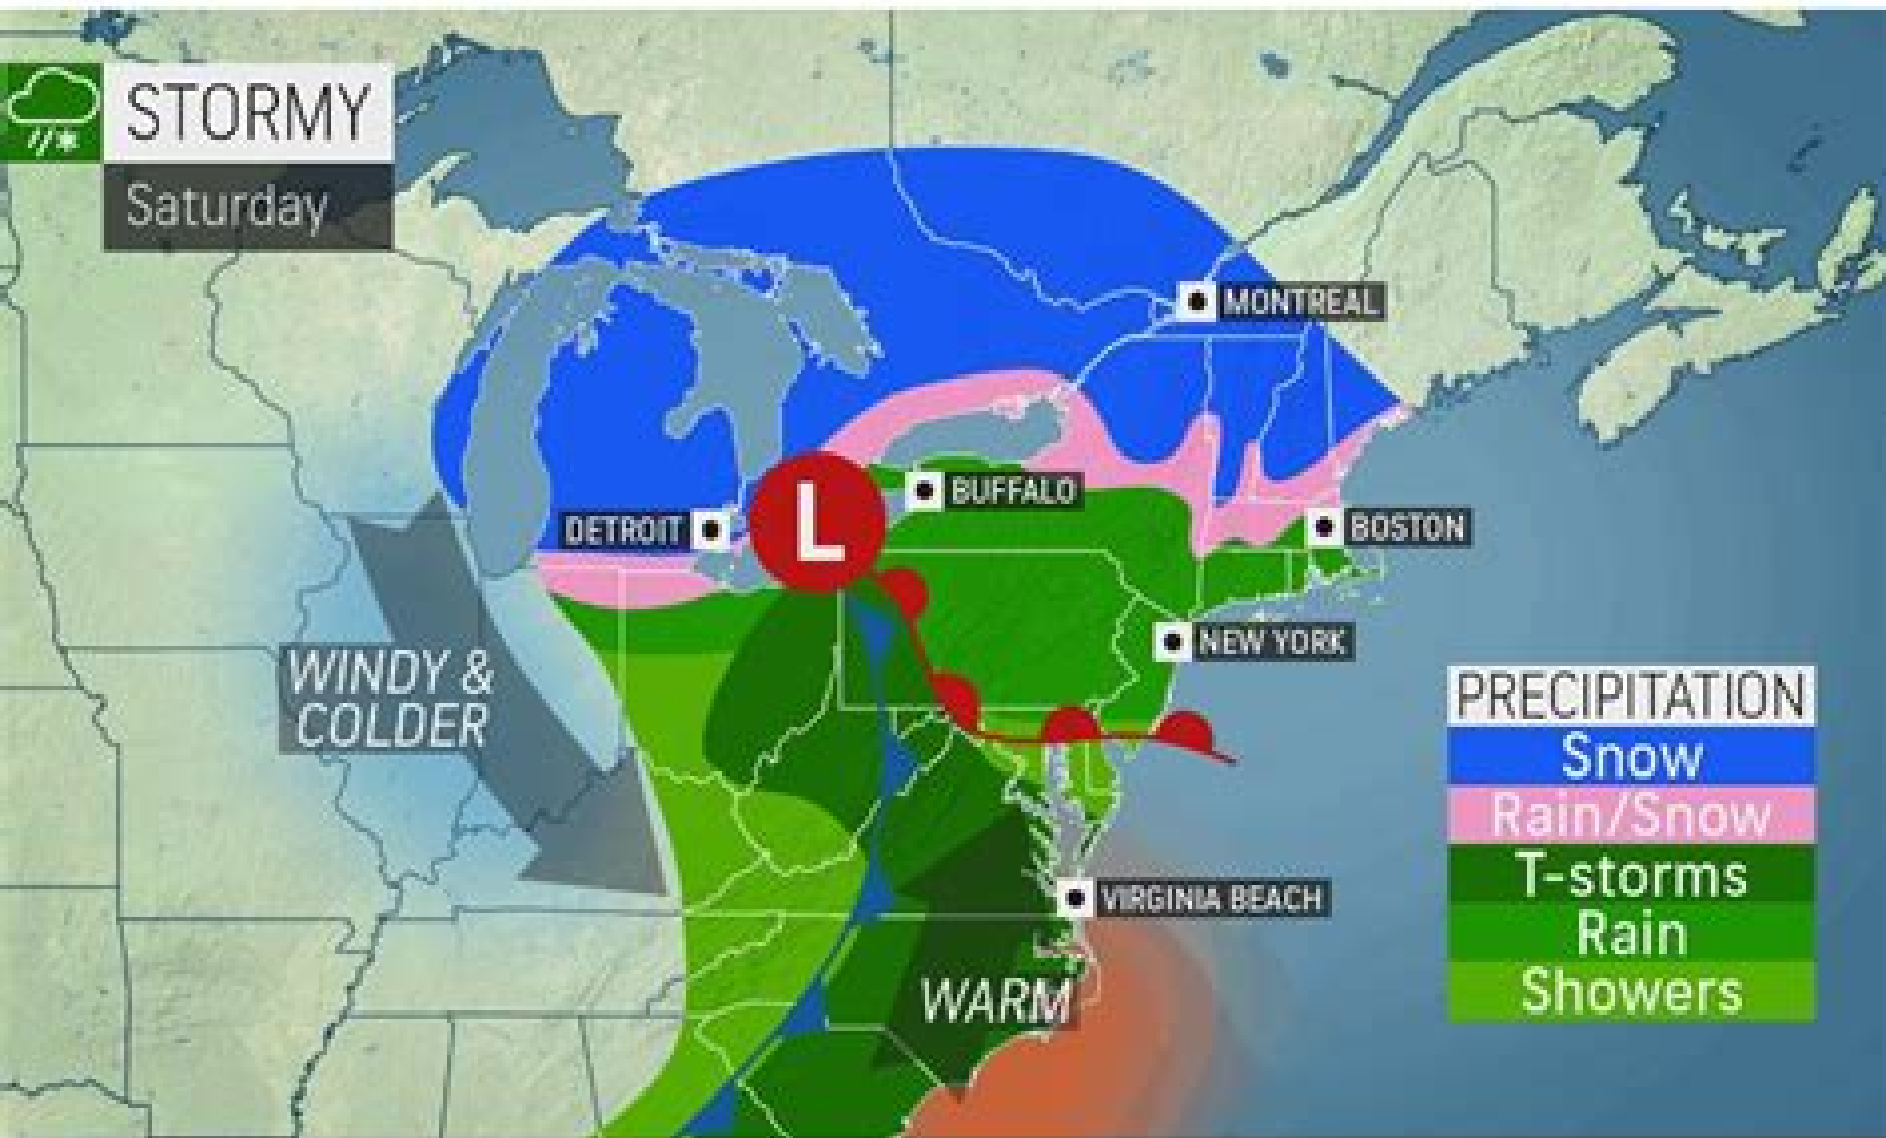 STORMY
Saturday
MONTREAL
BUFFALO
DETROIT
L
BOSTON
NEW YORK
WINDY &
COLDER
VIRGINIA BEACH
WARM
PRECIPITATION
Snow
Rain/Snow
T-storms
Rain
Showers